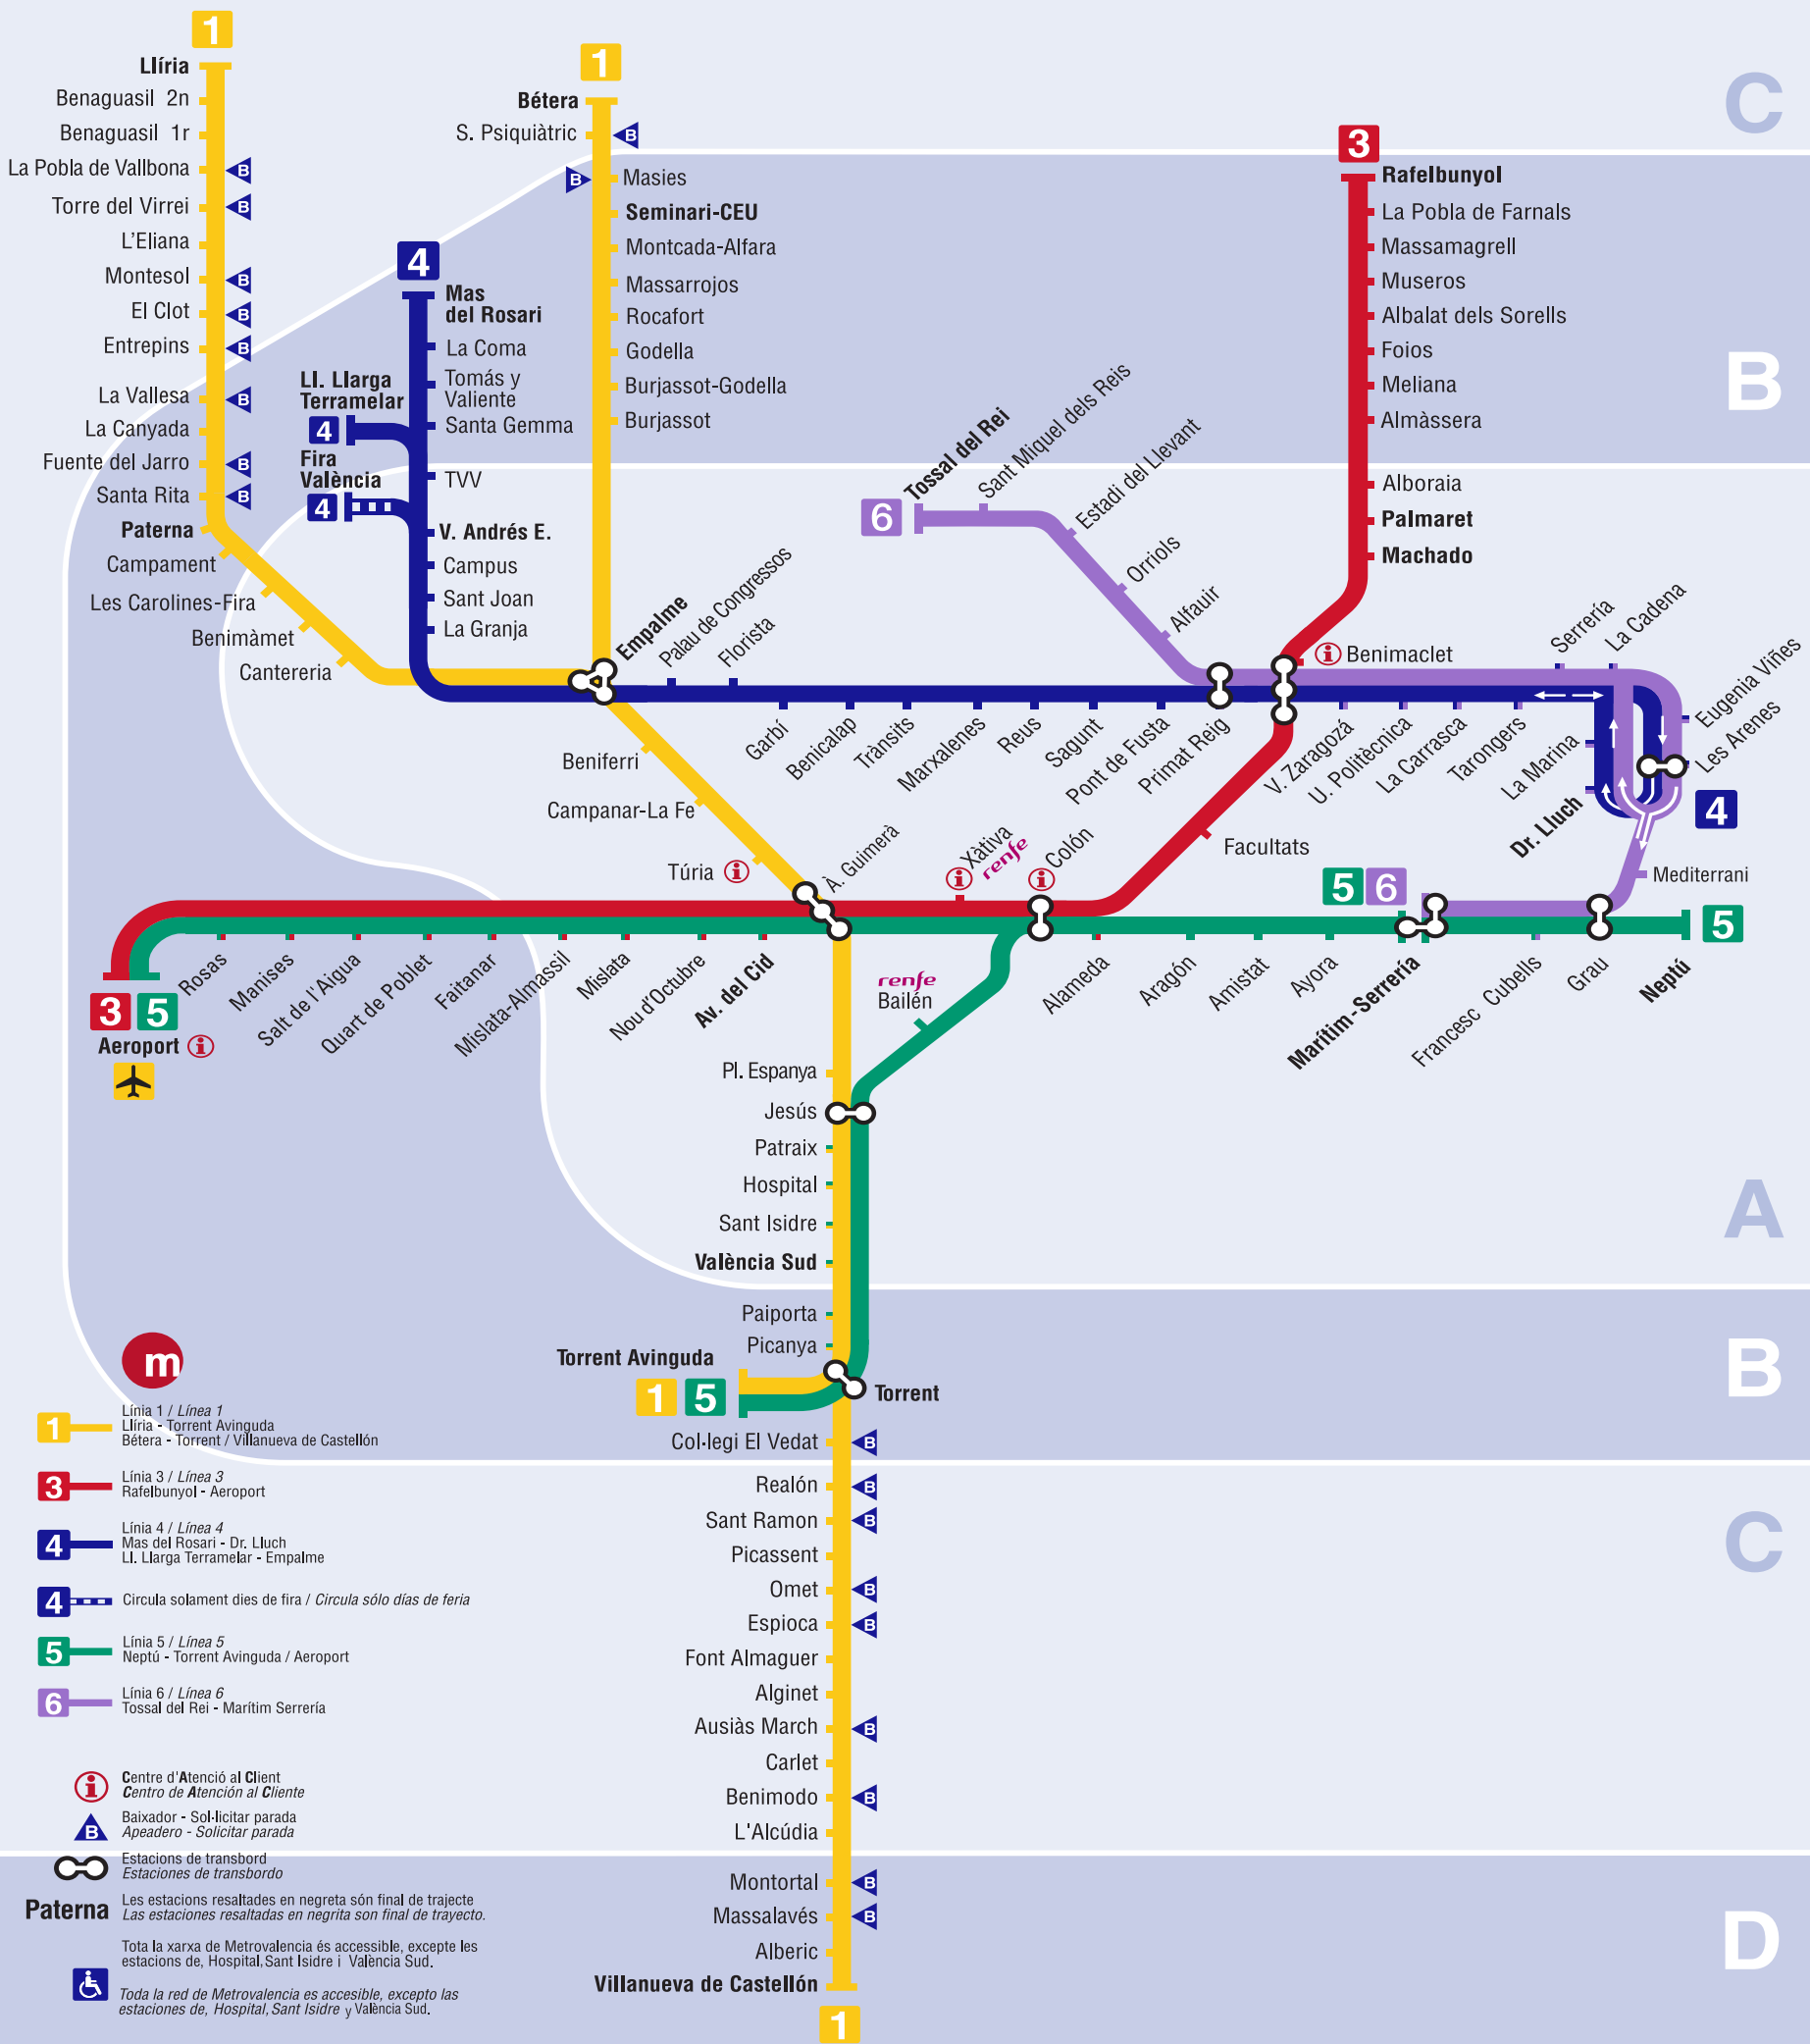 1
Llíria
Benaguasil 2n
Benaguasil 1r
La Pobla de Vallbona
B
Torre del Virrei
B
L'Eliana
Montesol
B
El Clot
B
Entrepins
B
La Vallesa
B
La Canyada
Fuente del Jarro
B
Santa Rita
B
Paterna
Campament
Les Carolines-Fira
Benimàmet
Cantereria
4
Mas
del Rosari
La Coma
Tomás y
Valiente
Santa Gemma
Ll. Llarga
Terramelar
4
Fira
València
4
TVV
V. Andrés E.
Campus
Sant Joan
La Granja
1
Bétera
S. Psiquiàtric
B
B
Masies
Seminari-CEU
Montcada-Alfara
Massarrojos
Rocafort
Godella
Burjassot-Godella
Burjassot
Empalme
Palau de Congressos
Florista
Garbí
Benicalap
Trànsits
Marxalenes
Reus
Sagunt
Pont de Fusta
Primat Reig
6
Tossal del Rei
Sant Miquel dels Reis
Estadi del Llevant
Orriols
Alfauir
3
Rafelbunyol
La Pobla de Farnals
Massamagrell
Museros
Albalat dels Sorells
Foios
Meliana
Almàssera
Alboraia
Palmaret
Machado
i Benimaclet
V. Zaragozá
U. Politècnica
La Carrasca
Tarongers
Serrería
La Cadena
Eugenia Viñes
Les Arenes
La Marina
Dr. Lluch
4
Mediterrani
Beniferri
Campanar-La Fe
Túria i
À. Guimerà
i Xàtiva
renfe
i Colón
Facultats
5 6
5
3 5
Aeroport i
Rosas
Manises
Salt de l'Aigua
Quart de Poblet
Faitanar
Mislata-Almassil
Mislata
Nou d'Octubre
Av. del Cid
renfe
Bailén
Alameda
Aragón
Amistat
Ayora
Marítim -Serrería
Francesc Cubells
Grau
Neptú
Pl. Espanya
Jesús
Patraix
Hospital
Sant Isidre
València Sud
Paiporta
Picanya
Torrent Avinguda
1 5
Torrent
Col·legi El Vedat
B
Realón
B
Sant Ramon
B
Picassent
Omet
B
Espioca
B
Font Almaguer
Alginet
Ausiàs March
B
Carlet
Benimodo
B
L'Alcúdia
Montortal
B
Massalavés
B
Alberic
Villanueva de Castellón
1
C
B
A
B
C
D
m
1
Línia 1 / Línea 1
Llíria - Torrent Avinguda
Bétera - Torrent / Villanueva de Castellón
3
Línia 3 / Línea 3
Rafelbunyol - Aeroport
4
Línia 4 / Línea 4
Mas del Rosari - Dr. Lluch
Ll. Llarga Terramelar - Empalme
4
Circula solament dies de fira / Circula sólo días de feria
5
Línia 5 / Línea 5
Neptú - Torrent Avinguda / Aeroport
6
Línia 6 / Línea 6
Tossal del Rei - Marítim Serrería
i
Centre d'Atenció al Client
Centro de Atención al Cliente
B
Baixador - Sol·licitar parada
Apeadero - Solicitar parada
Estacions de transbord
Estaciones de transbordo
Paterna
Les estacions resaltades en negreta són final de trajecte
Las estaciones resaltadas en negrita son final de trayecto.
Tota la xarxa de Metrovalencia és accessible, excepte les
estacions de, Hospital,Sant Isidre i València Sud.
Toda la red de Metrovalencia es accesible, excepto las
estaciones de, Hospital, Sant Isidre y València Sud.